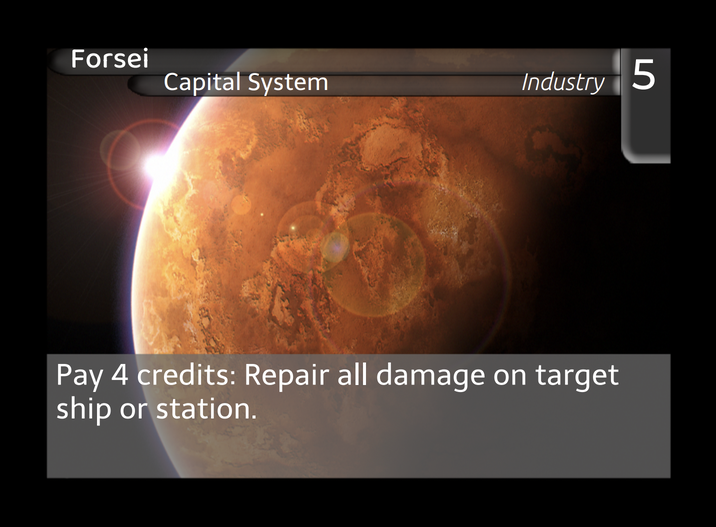 Forsei
Capital System
Industry
5
Pay 4 credits: Repair all damage on target
ship or station.